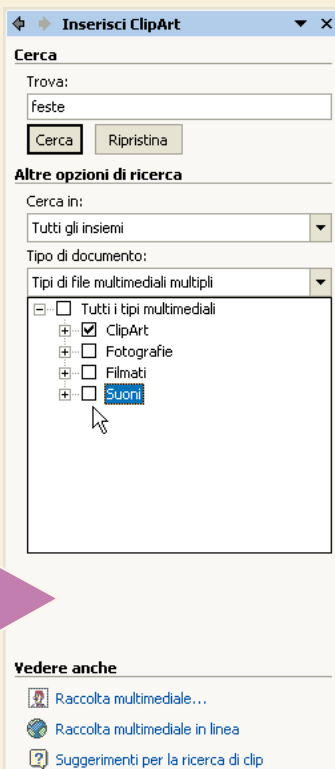 Inserisci ClipArt
Cerca
Trova:
feste
Cerca Ripristina
Altre opzioni di ricerca
Cerca in:
Tutti gli insiemi
Tipo di documento:
Tipi di file multimediali multipli
Tutti i tipi multimediali
ClipArt
Fotografie
Filmati
Suoni
Vedere anche
Raccolta multimediale...
Raccolta multimediale in linea
Suggerimenti per la ricerca di clip